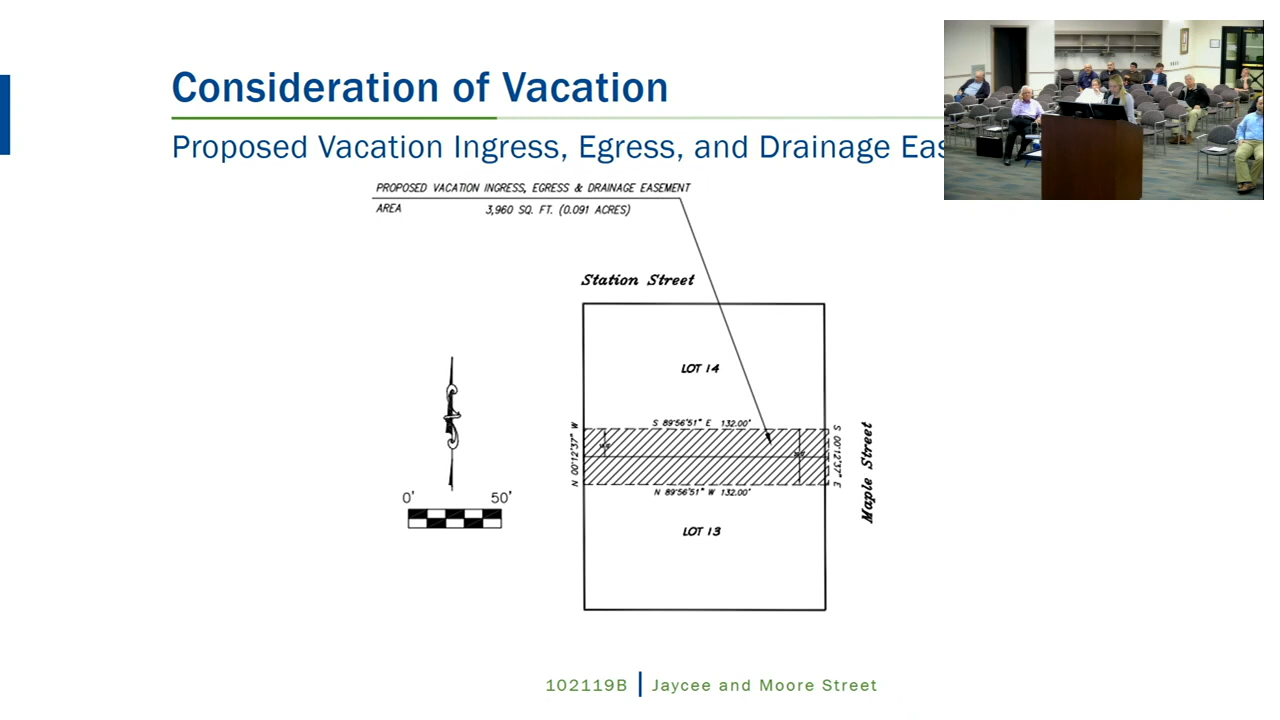 Consideration of Vacation
Proposed Vacation Ingress, Egress, and Drainage Eas
PROPOSED VACATION INGRESS, EGRESS & DRAINAGE EASEMENT
AREA 3,960 SQ. FT. (0.091 ACRES)
Station Street
LOT 14
S 89°56'51" E 132.00'
N 00°12'37" W
S 00°12'37" E
Maple Street
N 89°56'51" W 132.00'
0' 50'
LOT 13
102119B | Jaycee and Moore Street